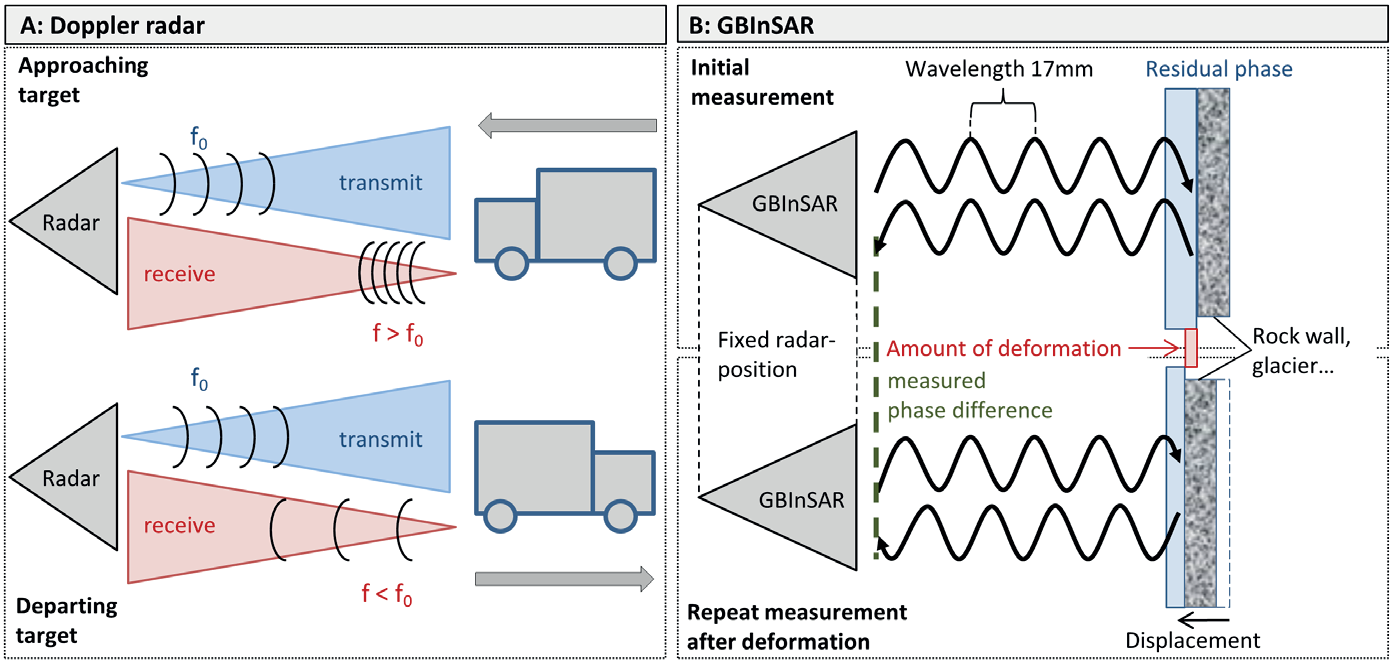 A: Doppler radar
Approaching
target
f0
transmit
Radar
receive
f > f0
f0
transmit
Radar
receive
f < f0
Departing
target
B: GBInSAR
Initial
measurement
Wavelength 17mm
Residual phase
GBInSAR
Fixed radar-
position
Amount of deformation
measured
phase difference
Rock wall,
glacier...
GBInSAR
Repeat measurement
after deformation
Displacement